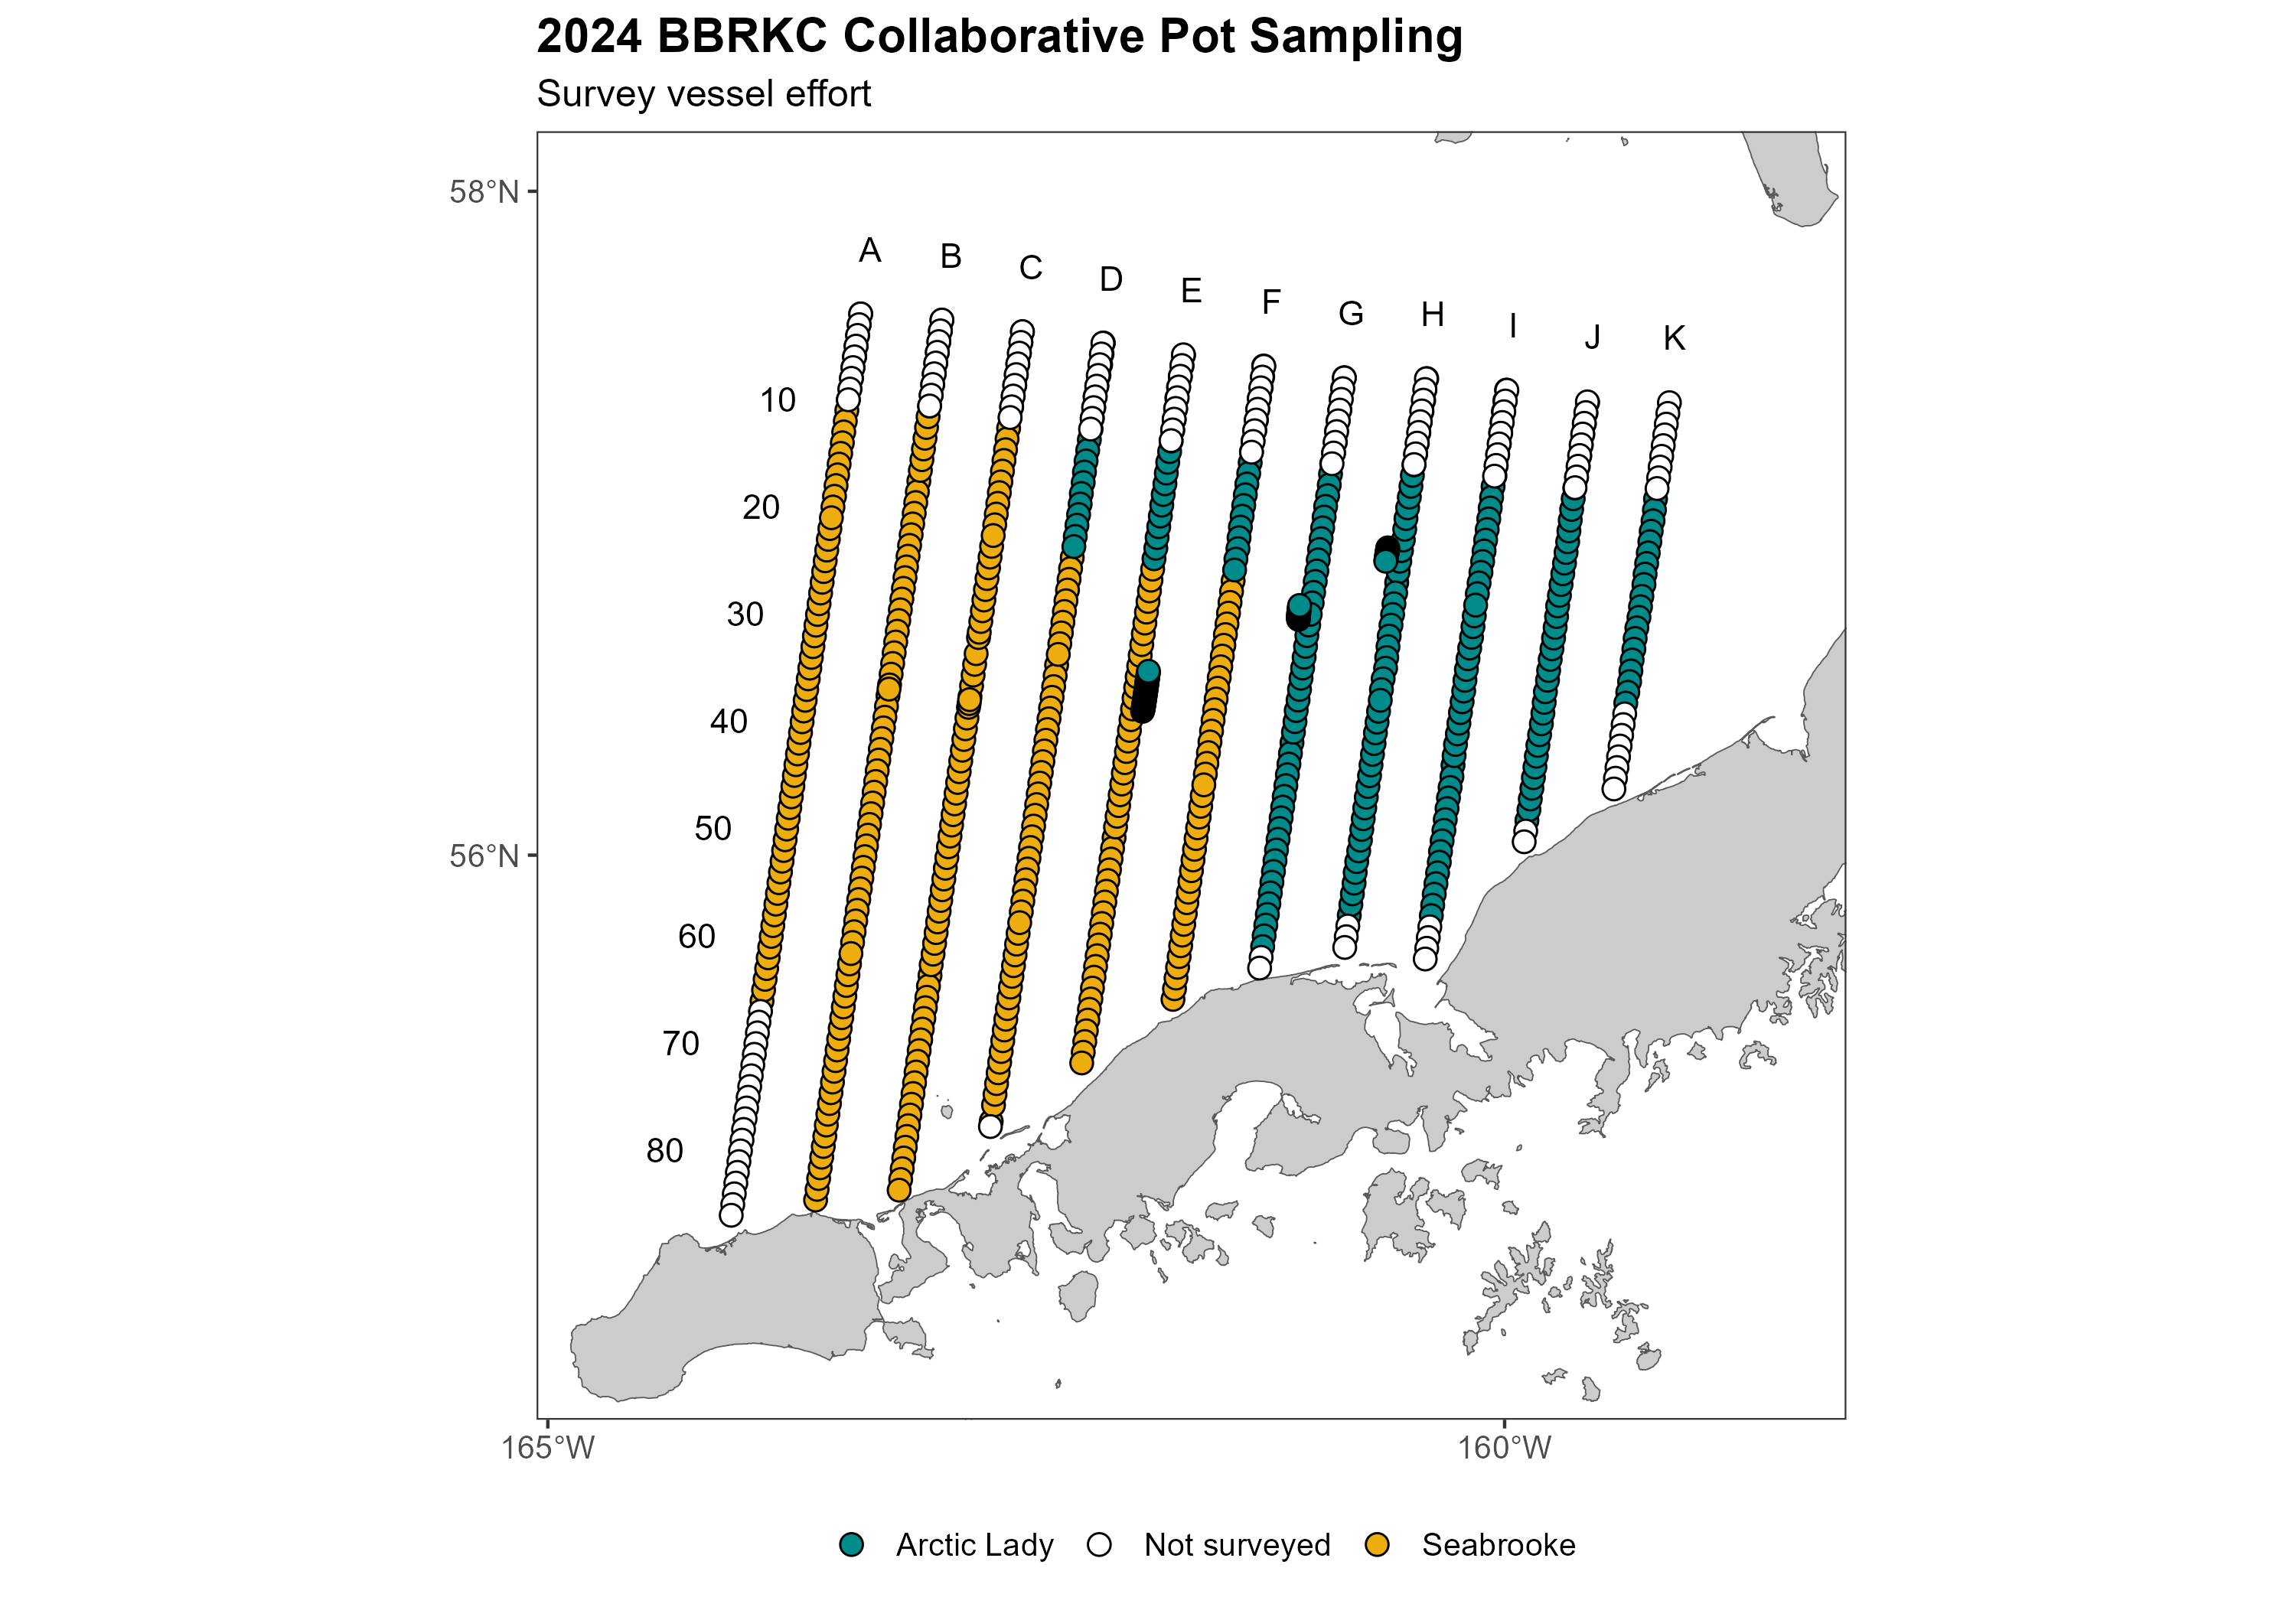 2024 BBRKC Collaborative Pot Sampling
Survey vessel effort
58°N
56°N
A B C D E F G H I J K
10
20
30
40
50
60
70
80
165°W 160°W
Arctic Lady Not surveyed Seabrooke